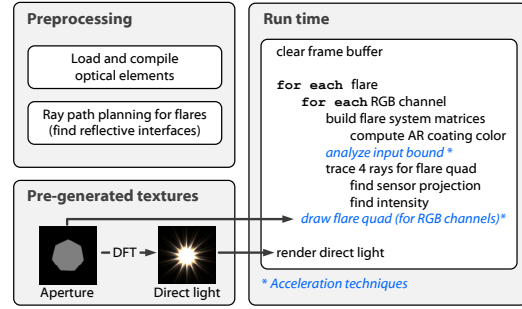 Preprocessing
Load and compile
optical elements
Ray path planning for flares
(find reflective interfaces)
Pre-generated textures
DFT
Aperture
Direct light
Run time
clear frame buffer
for each flare
for each RGB channel
build flare system matrices
compute AR coating color
analyze input bound *
trace 4 rays for flare quad
find sensor projection
find intensity
draw flare quad (for RGB channels)*
render direct light
* Acceleration techniques